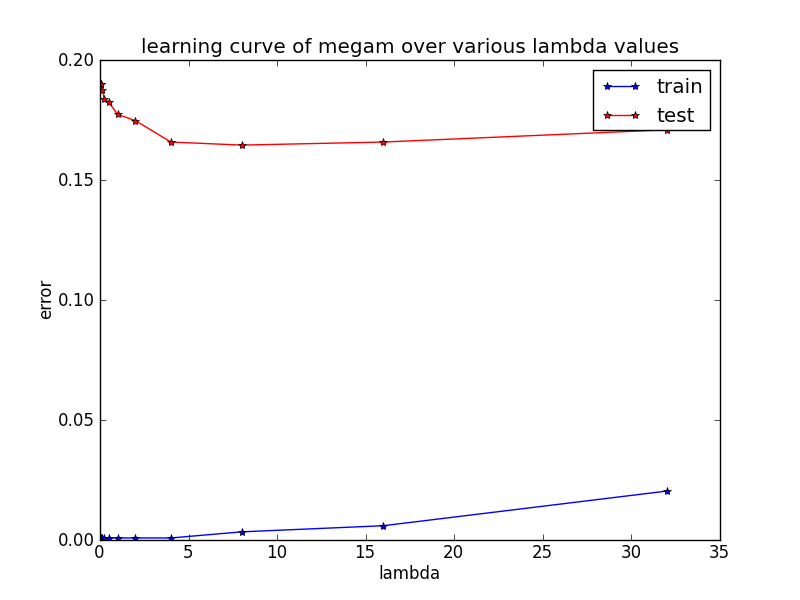 learning curve of megam over various lambda values
train
test
error
0.20
0.15
0.10
0.05
0.00
0 5 10 15 20 25 30 35
lambda